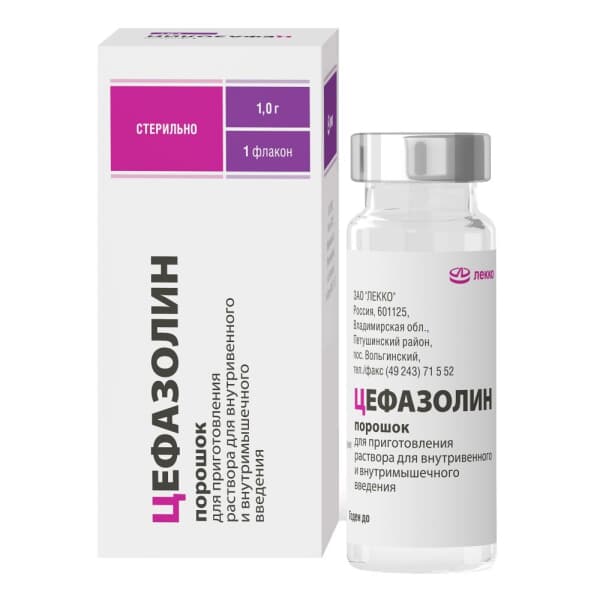 ЦЕФАЗОЛИН
СТЕРИЛЬНО
1,0 г
1 флакон
ЦЕФАЗОЛИН
порошок
для приготовления
раствора для внутривенного
и внутримышечного
введения
лекко
ЗАО "ЛЕККО"
Россия, 601125,
Владимирская обл.,
Петушинский район,
пос. Вольгинский,
тел./факс (49 243) 71 5 52
ЦЕФАЗОЛИН
порошок
для приготовления
раствора для внутривенного
и внутримышечного
введения
Годен до